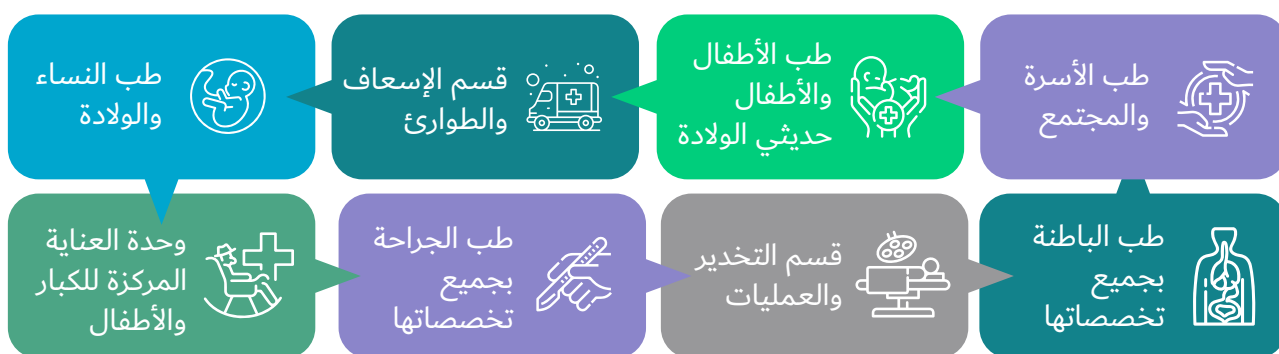 طب الأسرة
والمجتمع
طب الأطفال
والأطفال
حديثي الولادة
قسم الإسعاف
والطوارئ
طب النساء
والولادة
طب الباطنة
بجميع
تخصصاتها
قسم التخدير
والعمليات
طب الجراحة
بجميع
تخصصاتها
وحدة العناية
المركزة للكبار
والأطفال